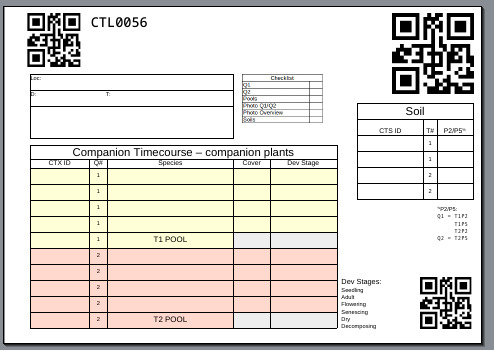 CTL0056
Loc:
D: T:
Checklist
Q1
Q2
Pools
Photo Q1/Q2
Photo Overview
Soils
Soil
CTS ID T# P2/P5
1
1
2
2
P2/P5:
Q1 = T1P2
T1P5
T2P2
Q2 = T2P5
Companion Timecourse – companion plants
CTX ID Q# Species Cover Dev Stage
1
1
1
1
1 T1 POOL
2
2
2
2
2 T2 POOL
Dev Stages:
Seedling
Adult
Flowering
Senescing
Dry
Decomposing